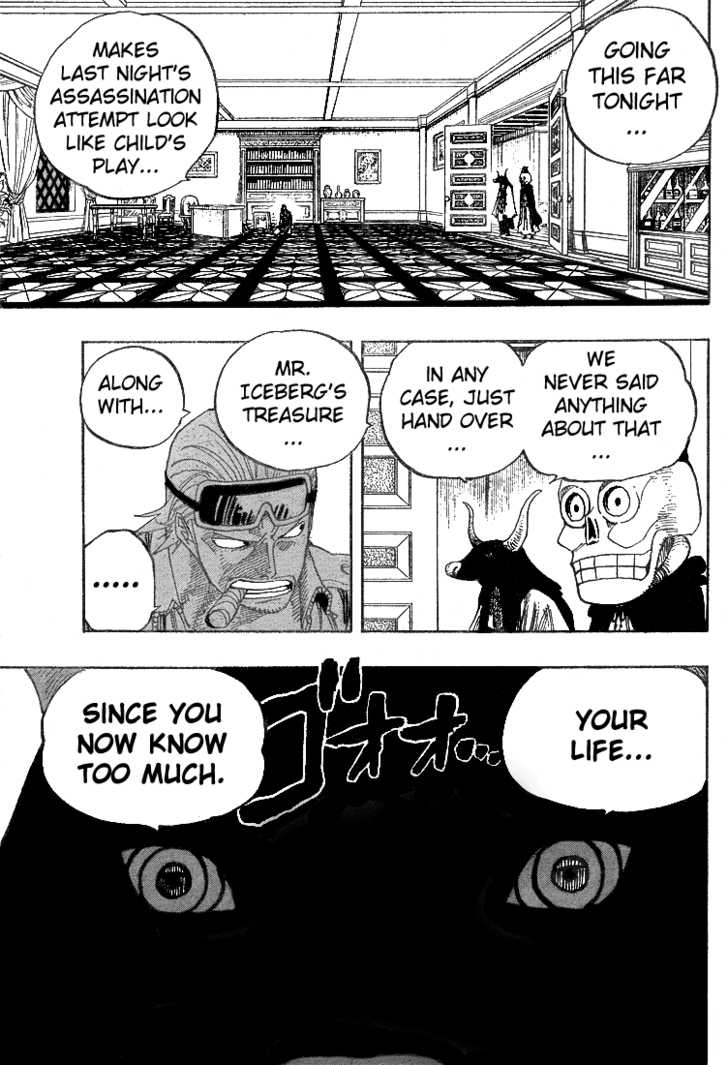 GOING
THIS FAR
TONIGHT
...
MAKES
LAST NIGHT'S
ASSASSINATION
ATTEMPT LOOK
LIKE CHILD'S
PLAY...
WE
NEVER SAID
ANYTHING
ABOUT THAT
...
IN ANY
CASE, JUST
HAND OVER
...
MR.
ICEBERG'S
TREASURE
...
ALONG
WITH...
.....
YOUR
LIFE...
ゴオオオ
SINCE YOU
NOW KNOW
TOO MUCH.